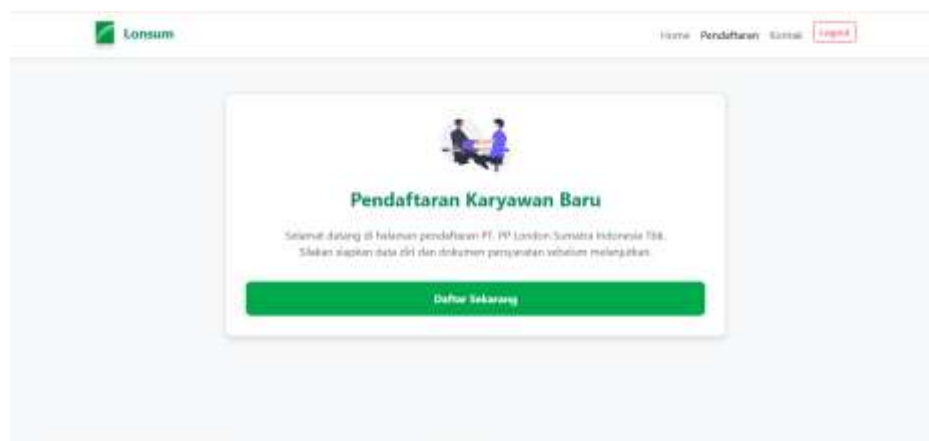 Lonsum
Home Pendaftaran Kontak Logout
Pendaftaran Karyawan Baru
Selamat datang di halaman pendaftaran PT. PP London Sumatra Indonesia Tbk.
Silakan siapkan data diri dan dokumen persyaratan sebelum melanjutkan.
Daftar Sekarang